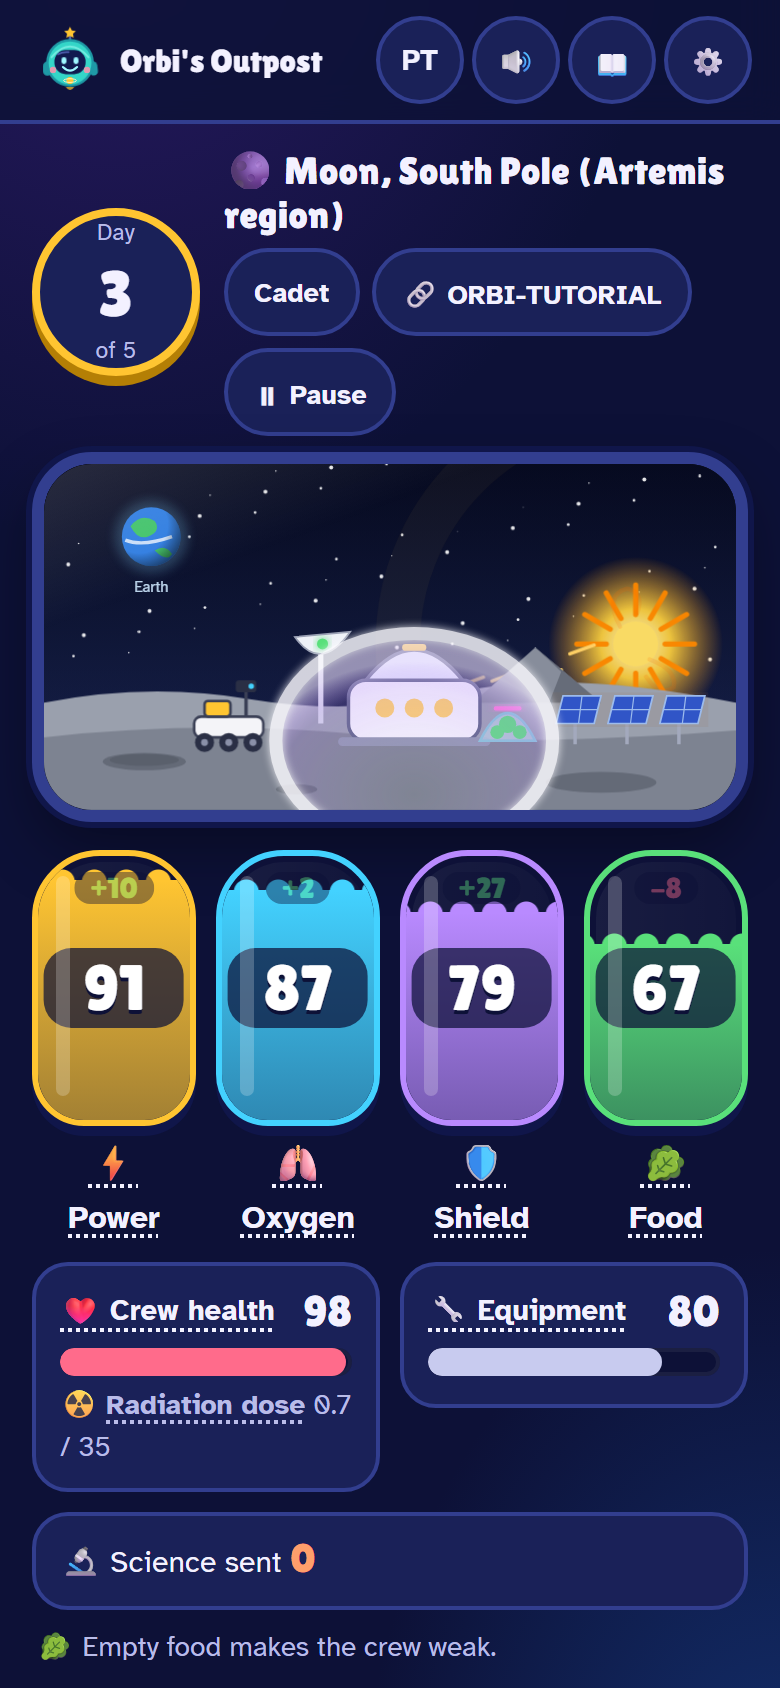 Orbi's Outpost
PT
Day
3
of 5
Moon, South Pole (Artemis
region)
Cadet
ORBI-TUTORIAL
Pause
Earth
+10
+2
+27
-8
91
87
79
67
Power
Oxygen
Shield
Food
Crew health 98
Radiation dose 0.7
/ 35
Equipment 80
Science sent 0
Empty food makes the crew weak.